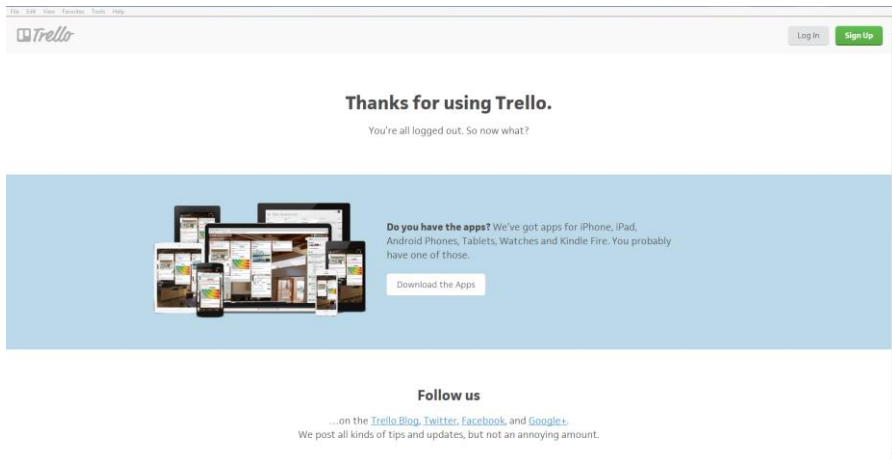 File Edit View Favorites Tools Help
Trello
Log In
Sign Up
Thanks for using Trello.
You're all logged out. So now what?
Do you have the apps? We've got apps for iPhone, iPad,
Android Phones, Tablets, Watches and Kindle Fire. You probably
have one of those.
Download the Apps
Follow us
…on the Trello Blog, Twitter, Facebook, and Google+.
We post all kinds of tips and updates, but not an annoying amount.